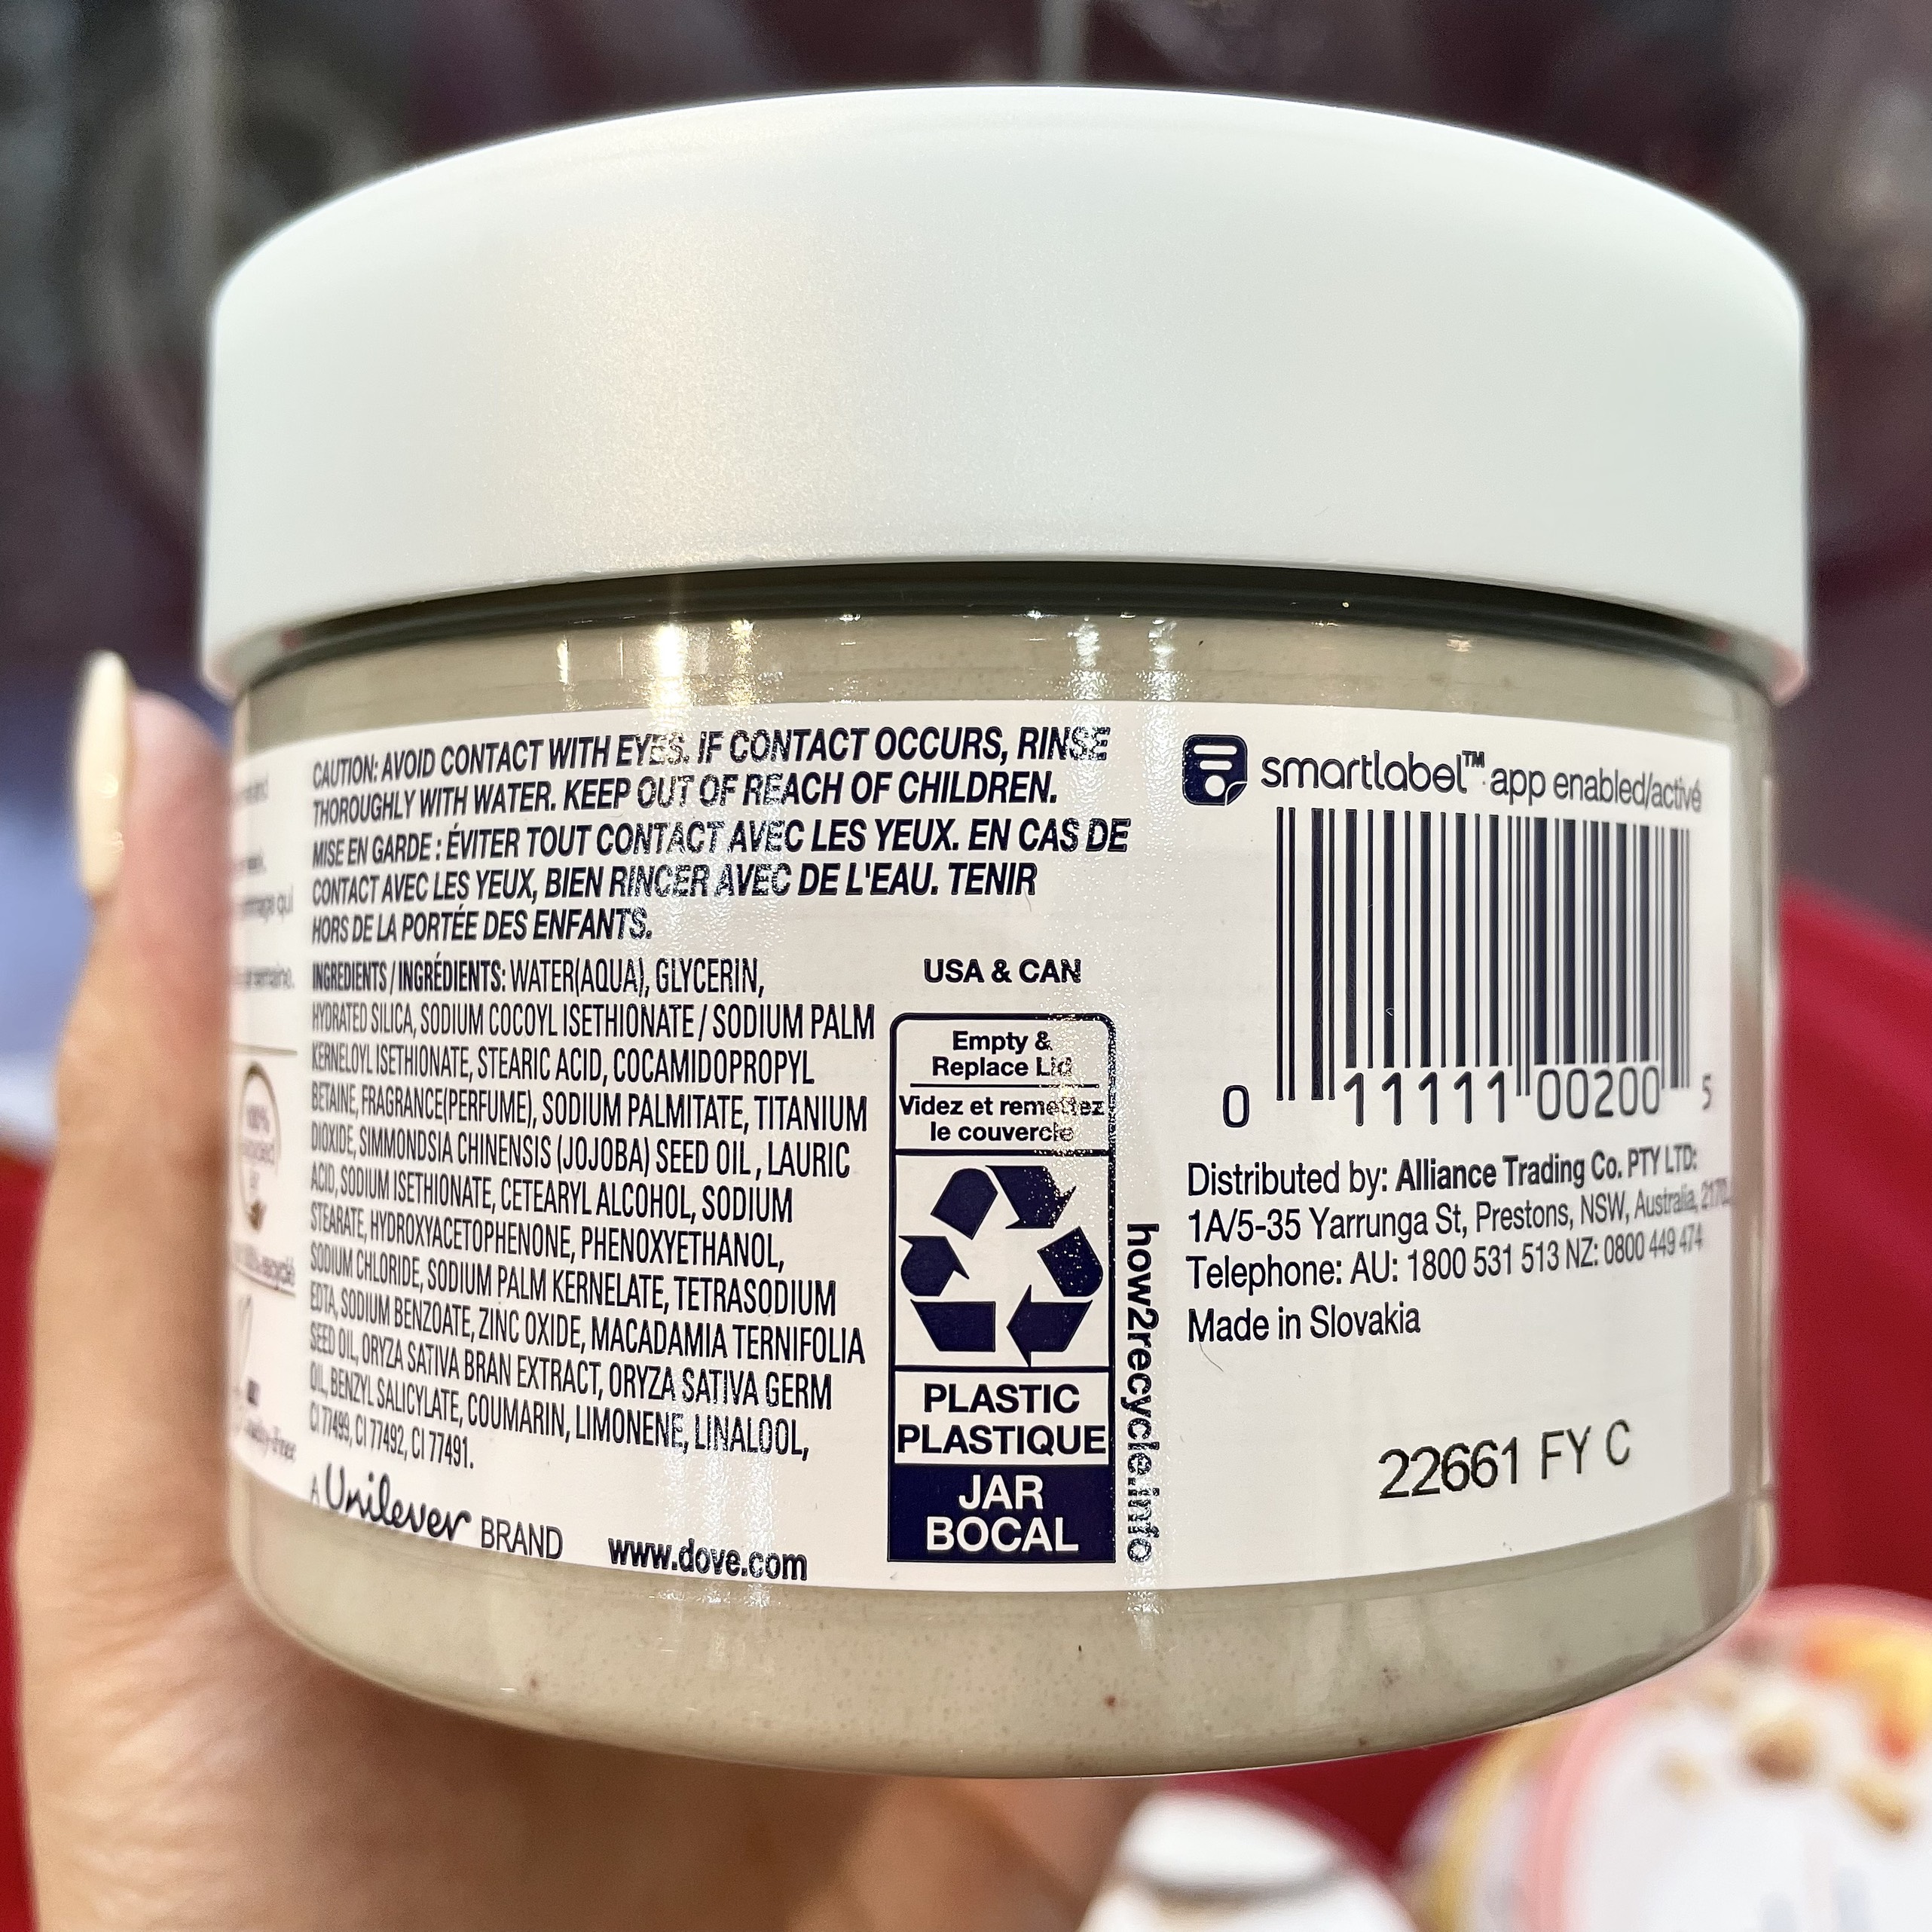 CAUTION: AVOID CONTACT WITH EYES. IF CONTACT OCCURS, RINSE
THOROUGHLY WITH WATER. KEEP OUT OF REACH OF CHILDREN.
MISE EN GARDE : ÉVITER TOUT CONTACT AVEC LES YEUX. EN CAS DE
CONTACT AVEC LES YEUX, BIEN RINCER AVEC DE L'EAU. TENIR
HORS DE LA PORTÉE DES ENFANTS.
INGREDIENTS / INGRÉDIENTS: WATER(AQUA), GLYCERIN,
HYDRATED SILICA, SODIUM COCOYL ISETHIONATE / SODIUM PALM
KERNELOYL ISETHIONATE, STEARIC ACID, COCAMIDOPROPYL
BETAINE, FRAGRANCE(PERFUME), SODIUM PALMITATE, TITANIUM
DIOXIDE, SIMMONDSIA CHINENSIS (JOJOBA) SEED OIL , LAURIC
ACID, SODIUM ISETHIONATE, CETEARYL ALCOHOL, SODIUM
STEARATE, HYDROXYACETOPHENONE, PHENOXYETHANOL,
SODIUM CHLORIDE, SODIUM PALM KERNELATE, TETRASODIUM
EDTA, SODIUM BENZOATE, ZINC OXIDE, MACADAMIA TERNIFOLIA
SEED OIL, ORYZA SATIVA BRAN EXTRACT, ORYZA SATIVA GERM
OIL, BENZYL SALICYLATE, COUMARIN, LIMONENE, LINALOOL,
CI 77499, CI 77492, CI 77491.
A Unilever BRAND
www.dove.com
USA & CAN
Empty &
Replace Lid
Videz et remettez
le couvercle
PLASTIC
PLASTIQUE
JAR
BOCAL
how2recycle.info
smartlabel™ app enabled/activé
0 11111 00200 5
Distributed by: Alliance Trading Co. PTY LTD:
1A/5-35 Yarrunga St, Prestons, NSW, Australia, 2170.
Telephone: AU: 1800 531 513 NZ: 0800 449 474
Made in Slovakia
22661 FY C
100%